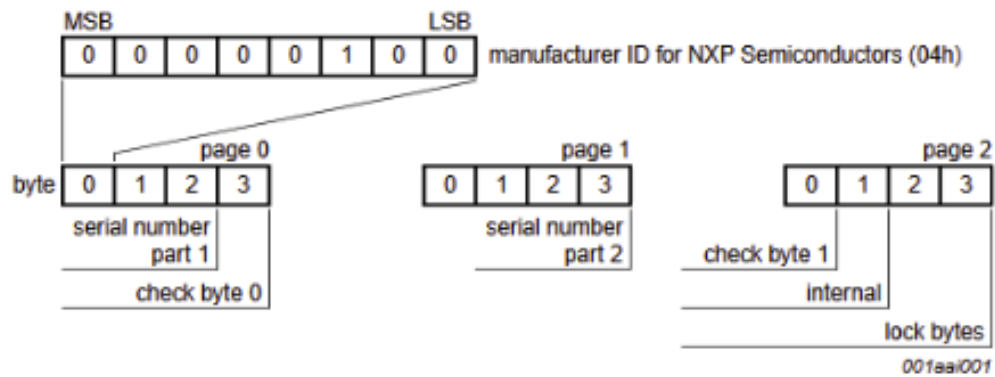 MSB LSB
0 0 0 0 0 1 0 0 manufacturer ID for NXP Semiconductors (04h)
page 0 page 1 page 2
byte 0 1 2 3 0 1 2 3 0 1 2 3
serial number serial number
part 1 part 2 check byte 1
check byte 0 internal
lock bytes
001aai001